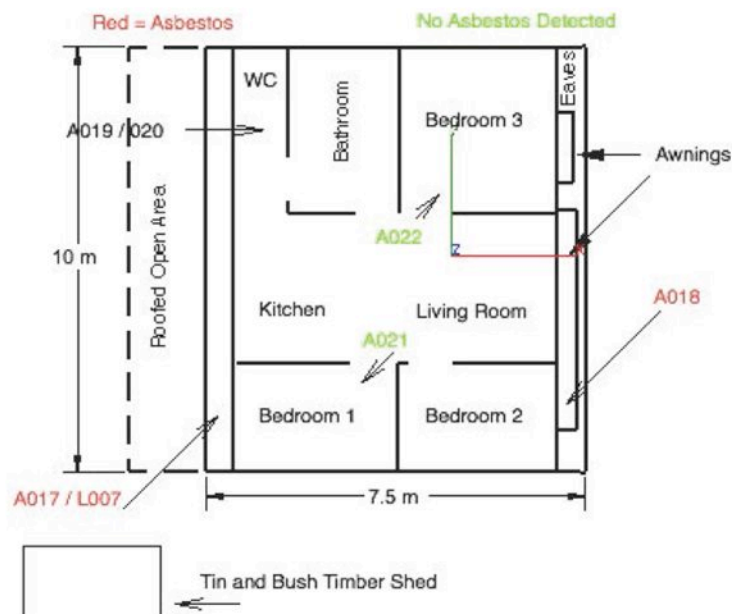 Red = Asbestos
No Asbestos Detected
WC
Bathroom
Bedroom 3
Eaves
A019 / 020
Awnings
A022
10 m
Roofed Open Area
Z
X
Kitchen
Living Room
A018
A021
Bedroom 1
Bedroom 2
A017 / L007
7.5 m
Tin and Bush Timber Shed